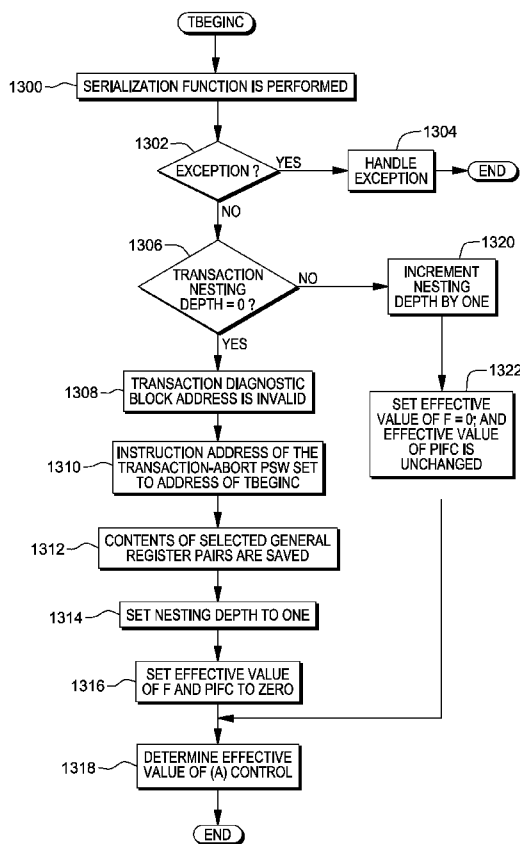 TBEGINC
1300
SERIALIZATION FUNCTION IS PERFORMED
1302
EXCEPTION ?
YES
1304
HANDLE
EXCEPTION
END
NO
1306
TRANSACTION
NESTING
DEPTH = 0 ?
NO
1320
INCREMENT
NESTING
DEPTH BY ONE
YES
1308
TRANSACTION DIAGNOSTIC
BLOCK ADDRESS IS INVALID
1322
SET EFFECTIVE
VALUE OF F = 0; AND
EFFECTIVE VALUE
OF PIFC IS
UNCHANGED
1310
INSTRUCTION ADDRESS OF THE
TRANSACTION-ABORT PSW SET
TO ADDRESS OF TBEGINC
1312
CONTENTS OF SELECTED GENERAL
REGISTER PAIRS ARE SAVED
1314
SET NESTING DEPTH TO ONE
1316
SET EFFECTIVE VALUE
OF F AND PIFC TO ZERO
1318
DETERMINE EFFECTIVE
VALUE OF (A) CONTROL
END